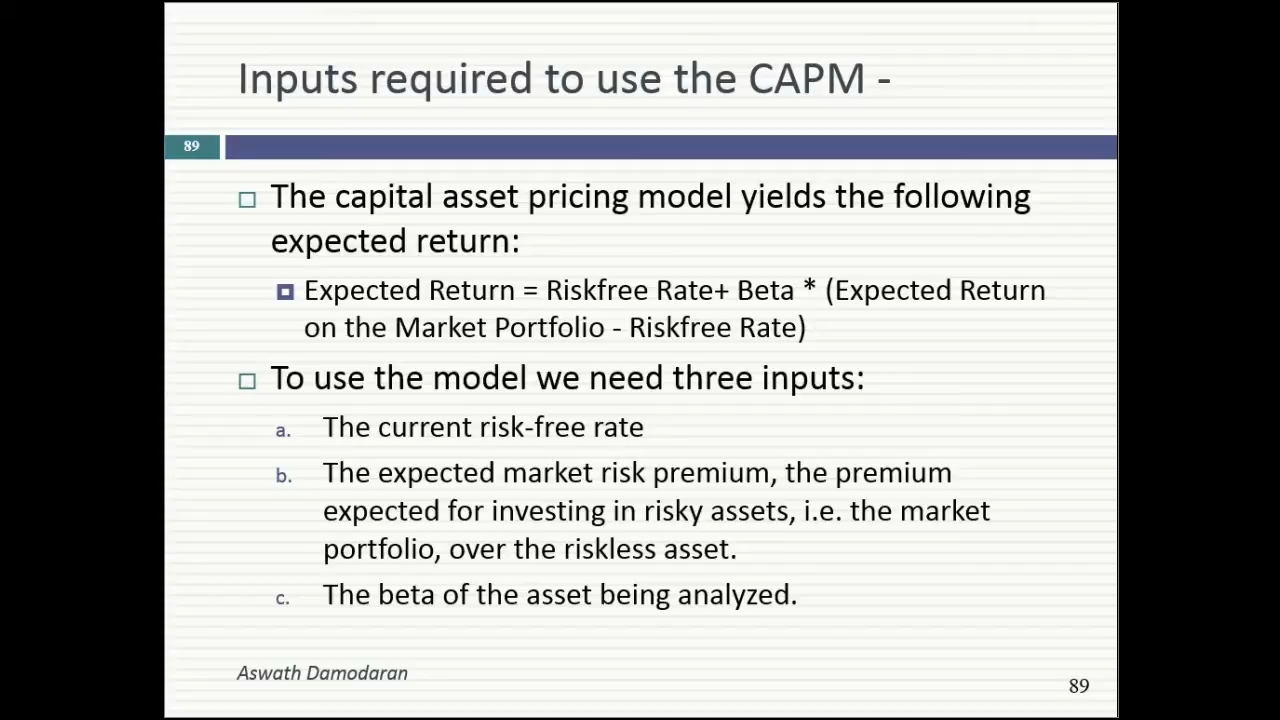 Inputs required to use the CAPM -
89
The capital asset pricing model yields the following
expected return:
Expected Return = Riskfree Rate+ Beta * (Expected Return
on the Market Portfolio - Riskfree Rate)
To use the model we need three inputs:
a. The current risk-free rate
b. The expected market risk premium, the premium
expected for investing in risky assets, i.e. the market
portfolio, over the riskless asset.
c. The beta of the asset being analyzed.
Aswath Damodaran
89